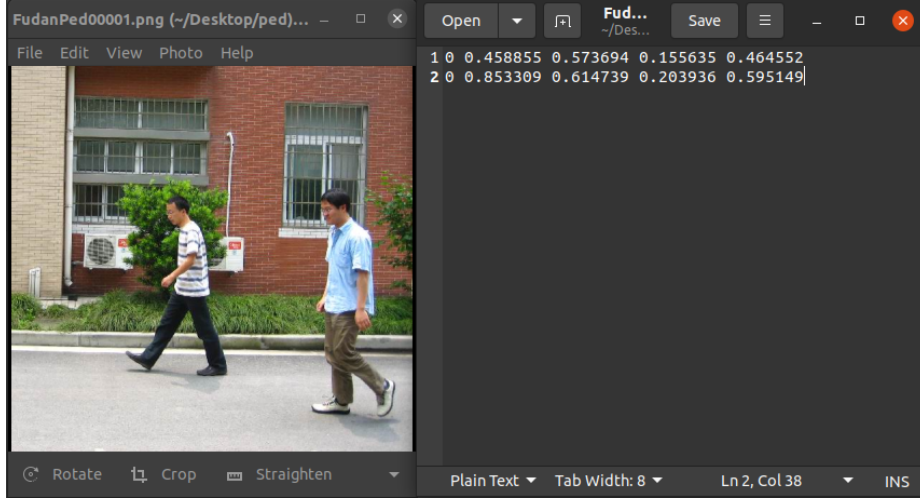 FudanPed00001.png (~/Desktop/ped)...
File Edit View Photo Help
Rotate Crop Straighten
Open Fud... Save
~/Des...
1 0 0.458855 0.573694 0.155635 0.464552
2 0 0.853309 0.614739 0.203936 0.595149
Plain Text Tab Width: 8 Ln 2, Col 38 INS